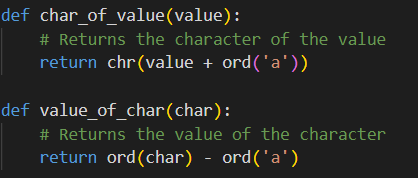 def char_of_value(value):
    # Returns the character of the value
    return chr(value + ord('a'))
def value_of_char(char):
    # Returns the value of the character
    return ord(char) - ord('a')